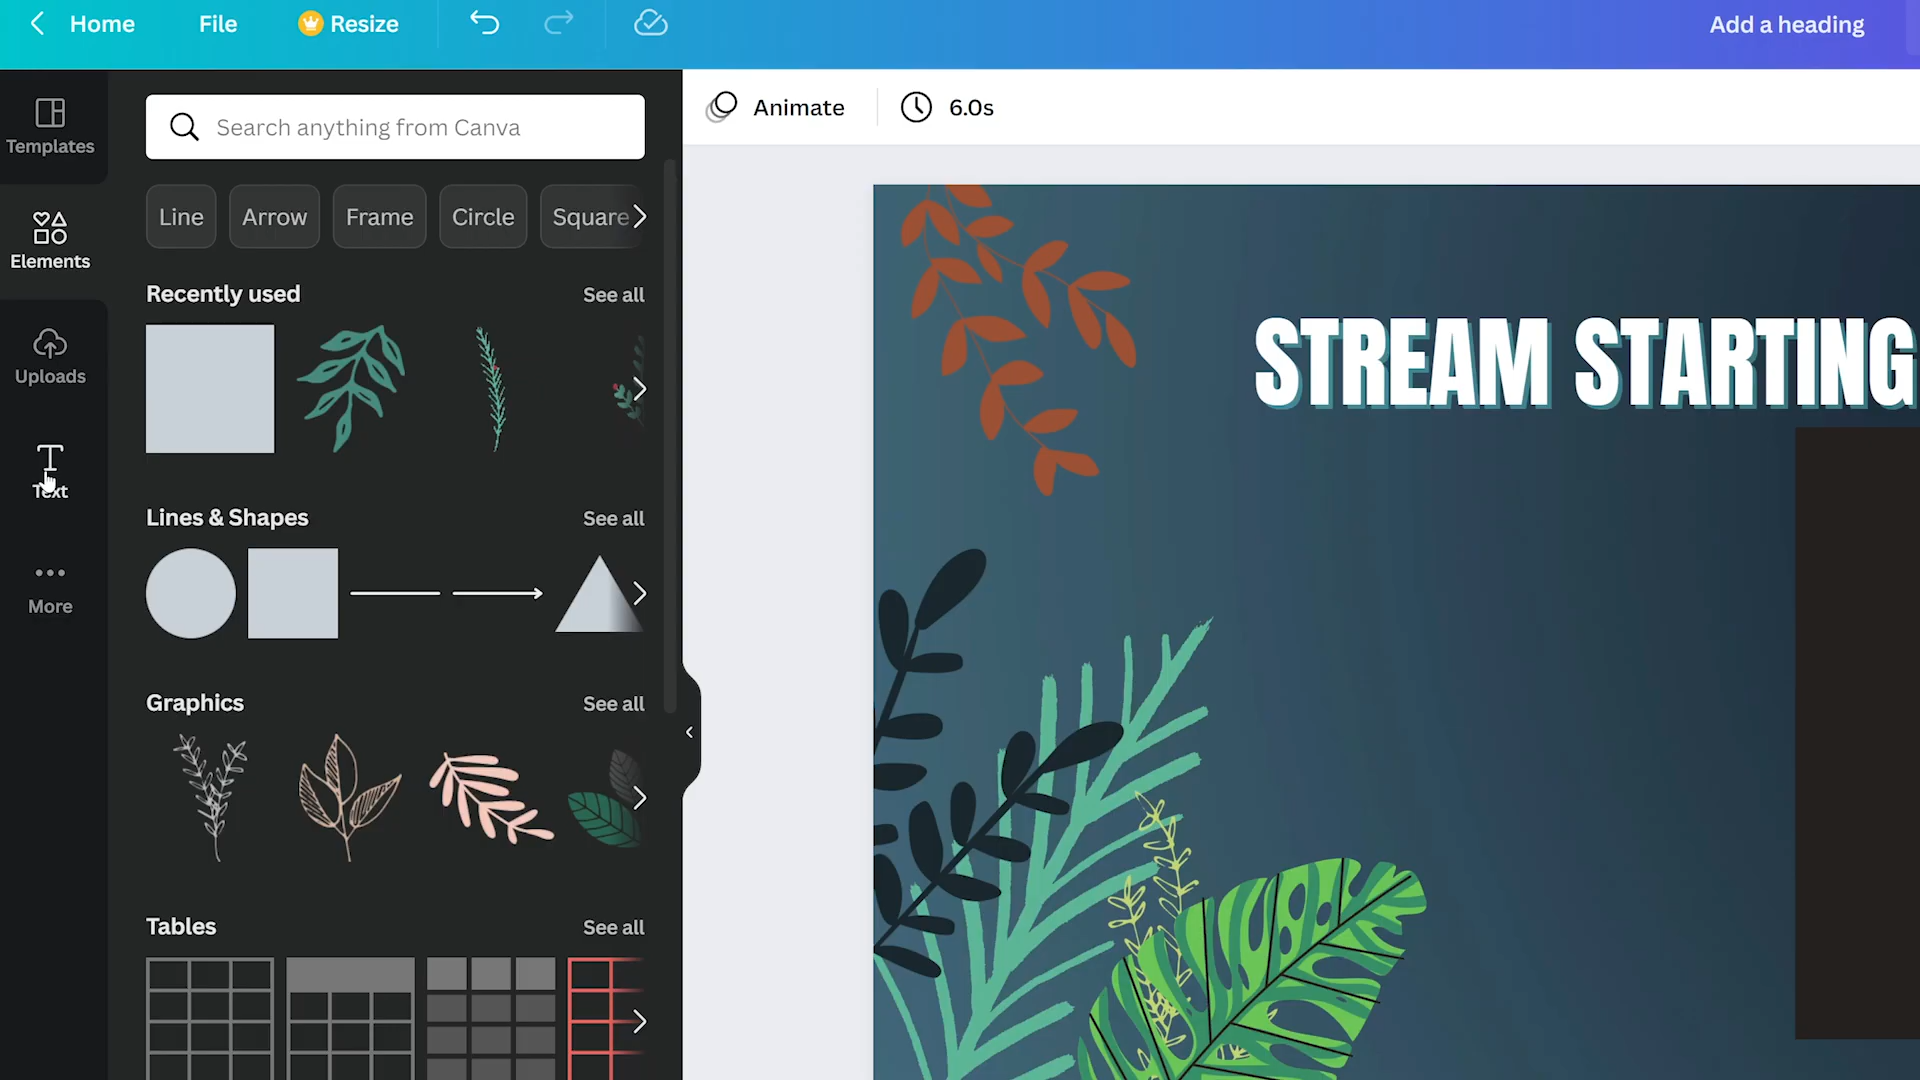 Home File Resize Add a heading
Templates
Elements
Uploads
Text
More
Search anything from Canva
Line Arrow Frame Circle Square
Recently used See all
Lines & Shapes See all
Graphics See all
Tables See all
Animate 6.0s
STREAM STARTING